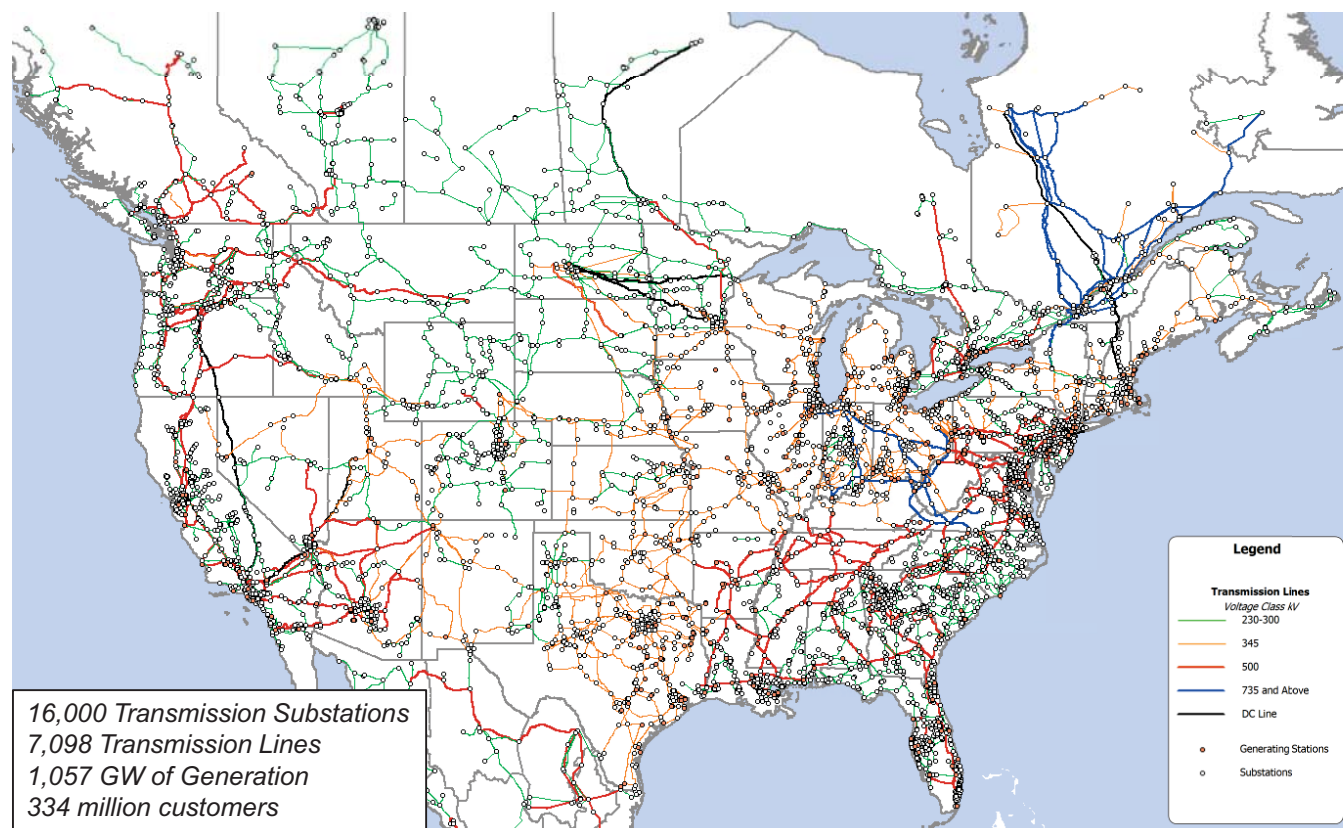 16,000 Transmission Substations
7,098 Transmission Lines
1,057 GW of Generation
334 million customers
Legend
Transmission Lines
Voltage Class kV
230-300
345
500
735 and Above
DC Line
Generating Stations
Substations